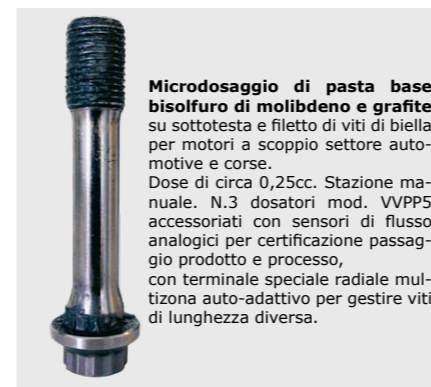 Microdosaggio di pasta base
bisolfuro di molibdeno e grafite
su sottotesta e filetto di viti di biella
per motori a scoppio settore auto-
motive e corse.
Dose di circa 0,25cc. Stazione ma-
nuale. N.3 dosatori mod. VVPP5
accessoriati con sensori di flusso
analogici per certificazione passag-
gio prodotto e processo,
con terminale speciale radiale mul-
tizona auto-adattivo per gestire viti
di lunghezza diversa.